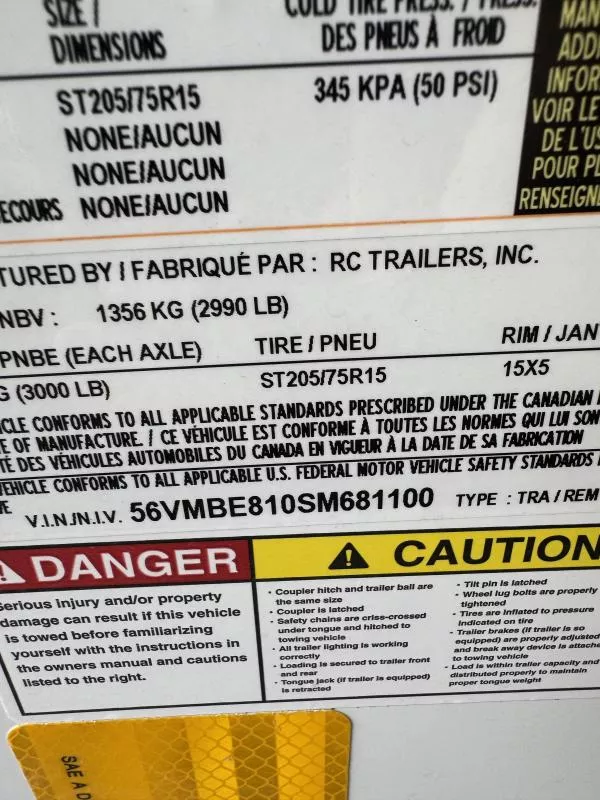 SIZE /
DIMENSIONS
COLD TIRE PRESS. / PRESS.
DES PNEUS À FROID
ST205/75R15
345 KPA (50 PSI)
NONE/AUCUN
NONE/AUCUN
ECOURS NONE/AUCUN
MAN
ADDI
INFOR
VOIR LE
DE L'US
POUR PL
RENSEIGNE
TURED BY / FABRIQUÉ PAR : RC TRAILERS, INC.
NBV : 1356 KG (2990 LB)
PNBE (EACH AXLE) TIRE / PNEU RIM / JAN
G (3000 LB) ST205/75R15 15X5
ICLE CONFORMS TO ALL APPLICABLE STANDARDS PRESCRIBED UNDER THE CANADIAN
E OF MANUFACTURE. / CE VÉHICULE EST CONFORME À TOUTES LES NORMES QUI LUI SON
TÉ DES VÉHICULES AUTOMOBILES DU CANADA EN VIGUEUR À LA DATE DE SA FABRICATION
VEHICLE CONFORMS TO ALL APPLICABLE U.S. FEDERAL MOTOR VEHICLE SAFETY STANDARDS
V.I.N./N.I.V. 56VMBE810SM681100 TYPE : TRA / REM
DANGER
Serious injury and/or property
damage can result if this vehicle
is towed before familiarizing
yourself with the instructions in
the owners manual and cautions
listed to the right.
CAUTION
· Coupler hitch and trailer ball are
the same size
· Coupler is latched
· Safety chains are criss-crossed
under tongue and hitched to
towing vehicle
· All trailer lighting is working
correctly
· Loading is secured to trailer front
and rear
· Tongue jack (if trailer is equipped)
is retracted
· Tilt pin is latched
· Wheel lug bolts are properly
tightened
· Tires are inflated to pressure
indicated on tire
· Trailer brakes (if trailer is so
equipped) are properly adjusted
and break away device is attache
to towing vehicle
· Load is within trailer capacity and
distributed properly to maintain
proper tongue weight
SAE A D